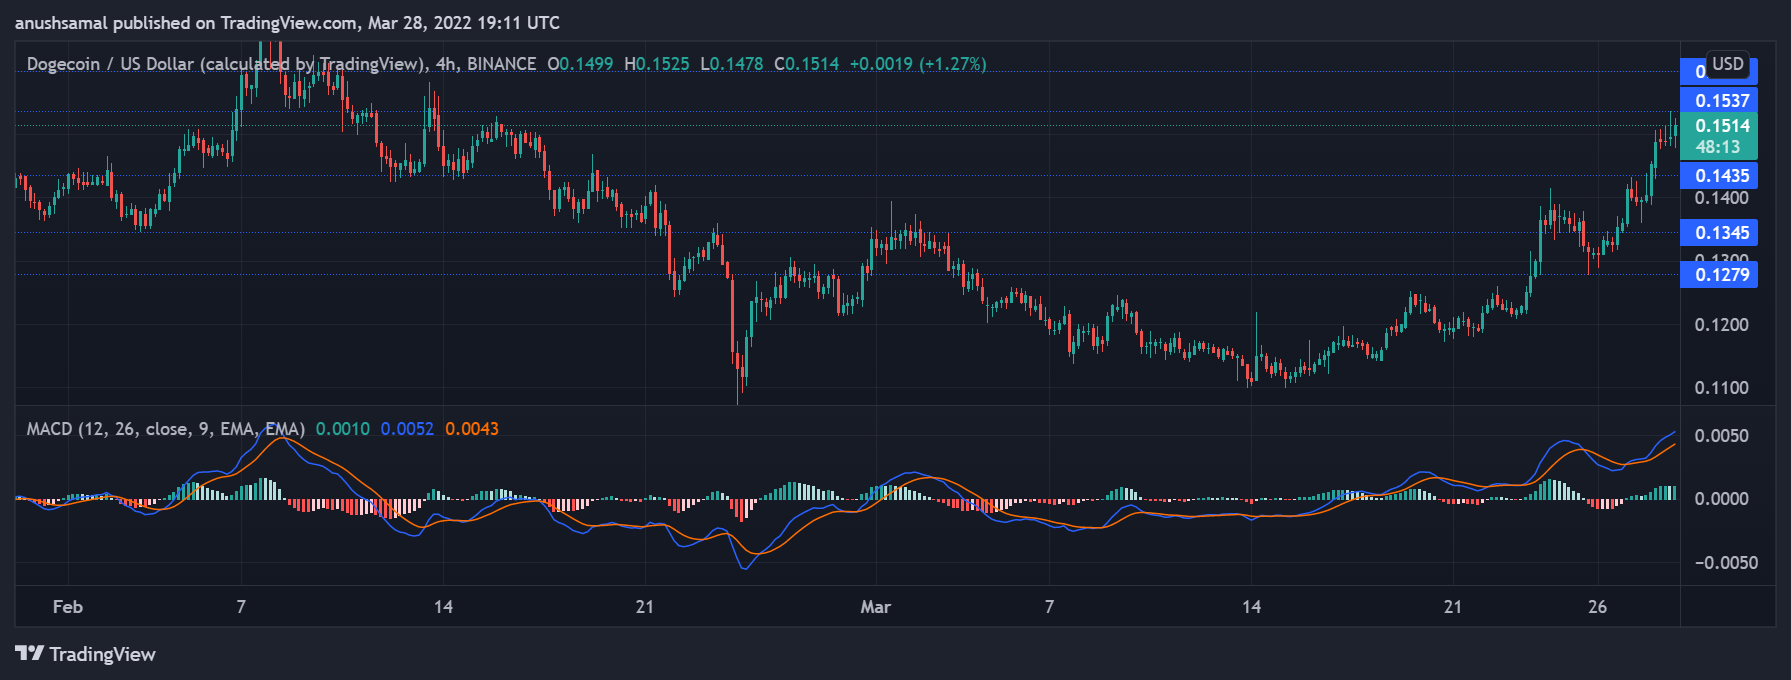 anushsamal published on TradingView.com, Mar 28, 2022 19:11 UTC
Dogecoin / US Dollar (calculated by TradingView), 4h, BINANCE O0.1499 H0.1525 L0.1478 C0.1514 +0.0019 (+1.27%)
USD
0.1537
0.1514
48:13
0.1435
0.1400
0.1345
0.1300
0.1279
0.1200
0.1100
MACD (12, 26, close, 9, EMA, EMA) 0.0010 0.0052 0.0043
0.0050
0.0000
−0.0050
Feb 7 14 21 Mar 7 14 21 26
TradingView